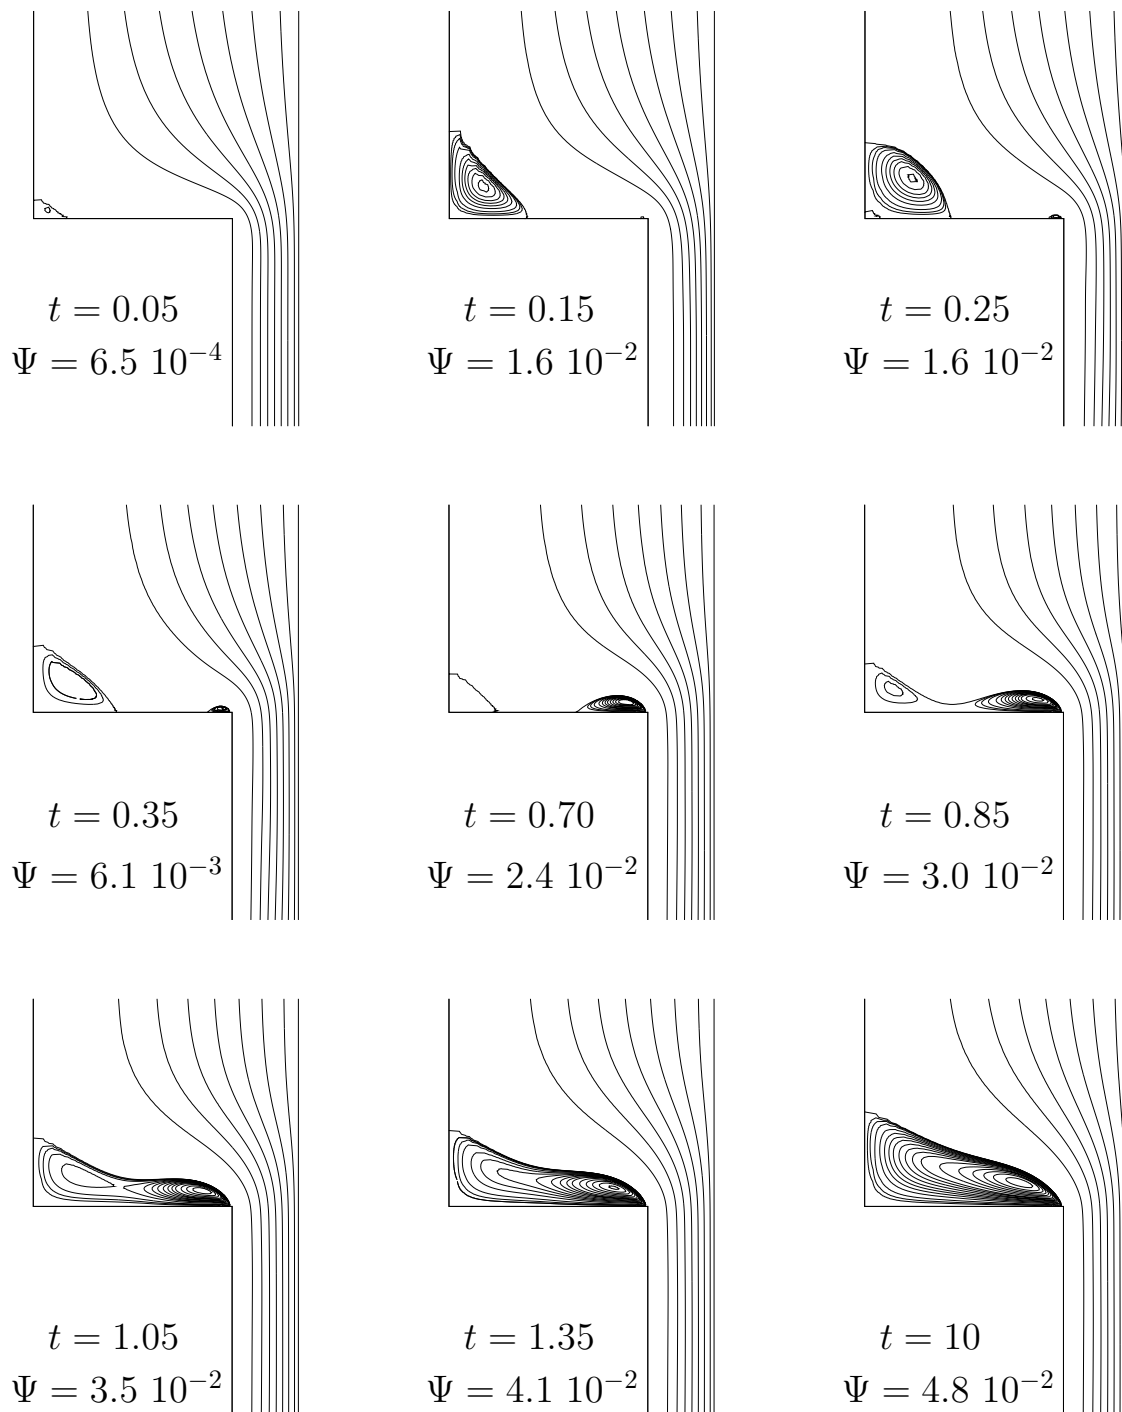 t = 0.05
Ψ = 6.5 10⁻⁴
t = 0.15
Ψ = 1.6 10⁻²
t = 0.25
Ψ = 1.6 10⁻²
t = 0.35
Ψ = 6.1 10⁻³
t = 0.70
Ψ = 2.4 10⁻²
t = 0.85
Ψ = 3.0 10⁻²
t = 1.05
Ψ = 3.5 10⁻²
t = 1.35
Ψ = 4.1 10⁻²
t = 10
Ψ = 4.8 10⁻²